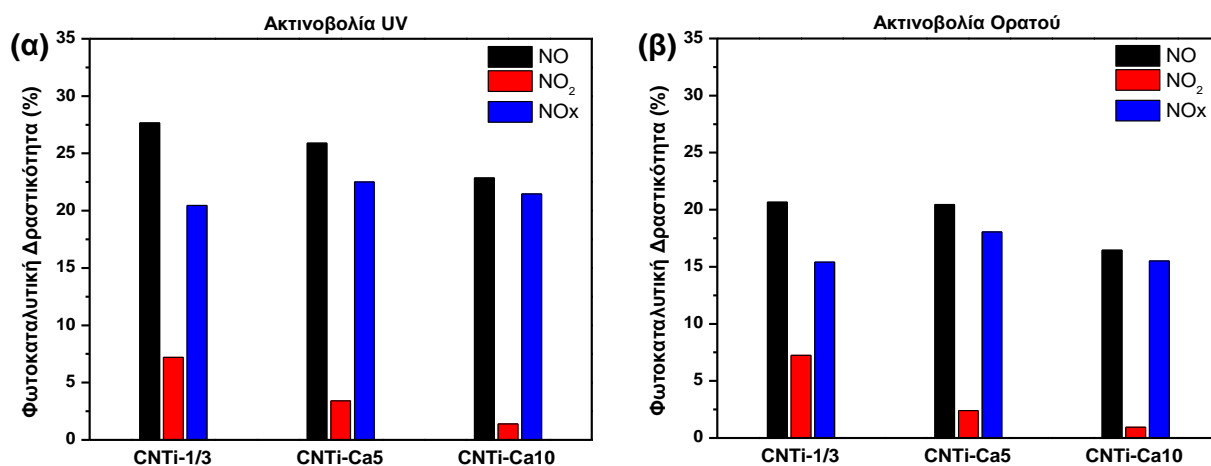 (α)
Ακτινοβολία UV
Φωτοκαταλυτική Δραστικότητα (%)
35
30
25
20
15
10
5
0
NO
NO₂
NOx
CNTi-1/3 CNTi-Ca5 CNTi-Ca10
(β)
Ακτινοβολία Ορατού
Φωτοκαταλυτική Δραστικότητα (%)
35
30
25
20
15
10
5
0
NO
NO₂
NOx
CNTi-1/3 CNTi-Ca5 CNTi-Ca10